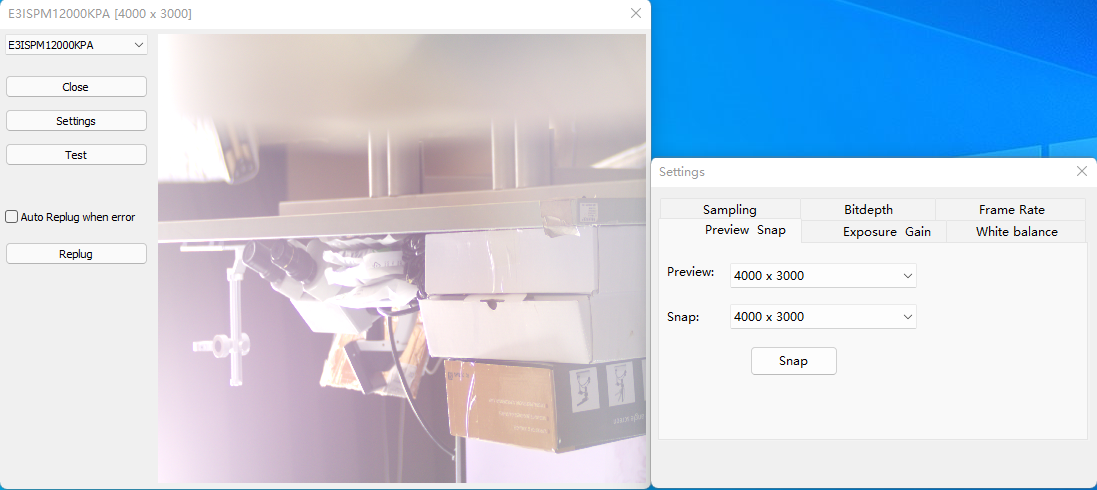 E3ISPM12000KPA [4000 x 3000]
E3ISPM12000KPA
Close
Settings
Test
Auto Replug when error
Replug
Settings
Sampling Bitdepth Frame Rate
Preview Snap Exposure Gain White balance
Preview: 4000 x 3000
Snap: 4000 x 3000
Snap